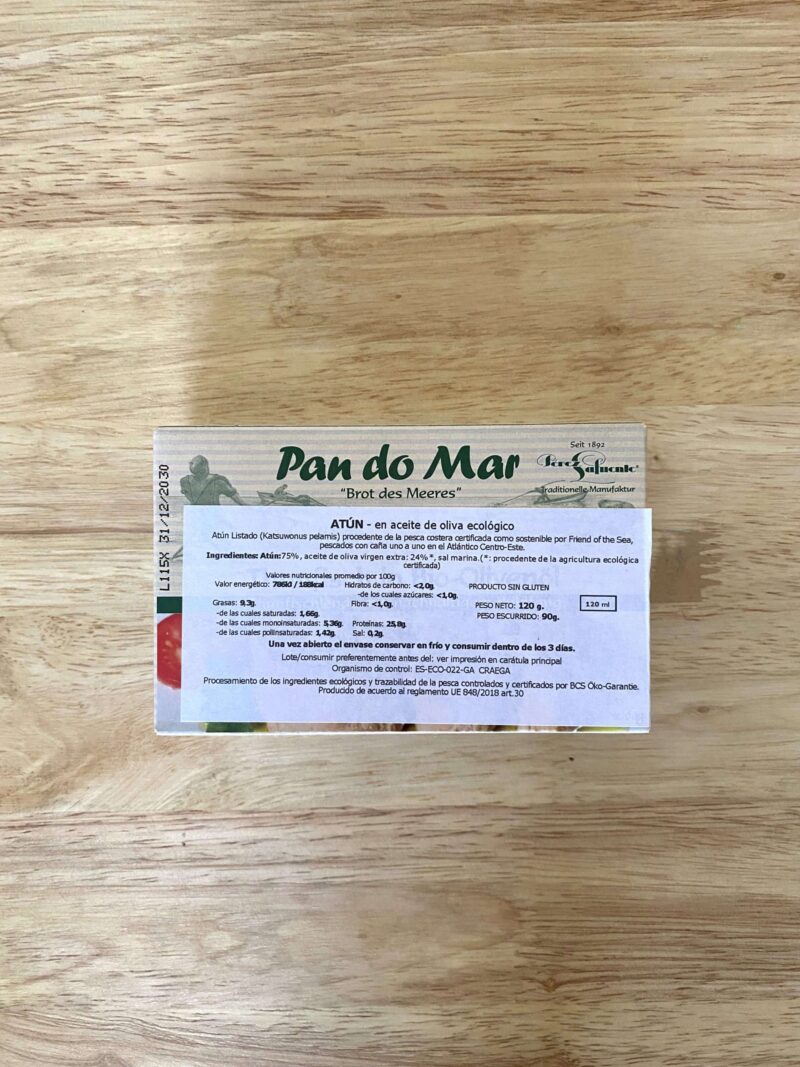 Pan do Mar
"Brot des Meeres"
Seit 1892
Pérez Lafuente
Traditionelle Manufaktur
L115X 31/12/2030
ATÚN - en aceite de oliva ecológico
Atún Listado (Katsuwonus pelamis) procedente de la pesca costera certificada como sostenible por Friend of the Sea,
pescados con caña uno a uno en el Atlántico Centro-Este.
Ingredientes: Atún:75%, aceite de oliva virgen extra: 24%*, sal marina.(*: procedente de la agricultura ecológica
certificada)
Valores nutricionales promedio por 100g
Valor energético: 786kJ / 188kcal
Grasas: 9,3g.
-de las cuales saturadas: 1,66g.
-de las cuales monoinsaturadas: 5,36g.
-de las cuales poliinsaturadas: 1,42g.
Hidratos de carbono: <2,0g.
-de los cuales azúcares: <1,0g.
Fibra: <1,0g.
Proteínas: 25,8g.
Sal: 0,2g.
PRODUCTO SIN GLUTEN
PESO NETO: 120 g.
PESO ESCURRIDO: 90g.
120 ml
Una vez abierto el envase conservar en frío y consumir dentro de los 3 días.
Lote/consumir preferentemente antes del: ver impresión en carátula principal
Organismo de control: ES-ECO-022-GA CRAEGA
Procesamiento de los ingredientes ecológicos y trazabilidad de la pesca controlados y certificados por BCS Öko-Garantie.
Producido de acuerdo al reglamento UE 848/2018 art.30